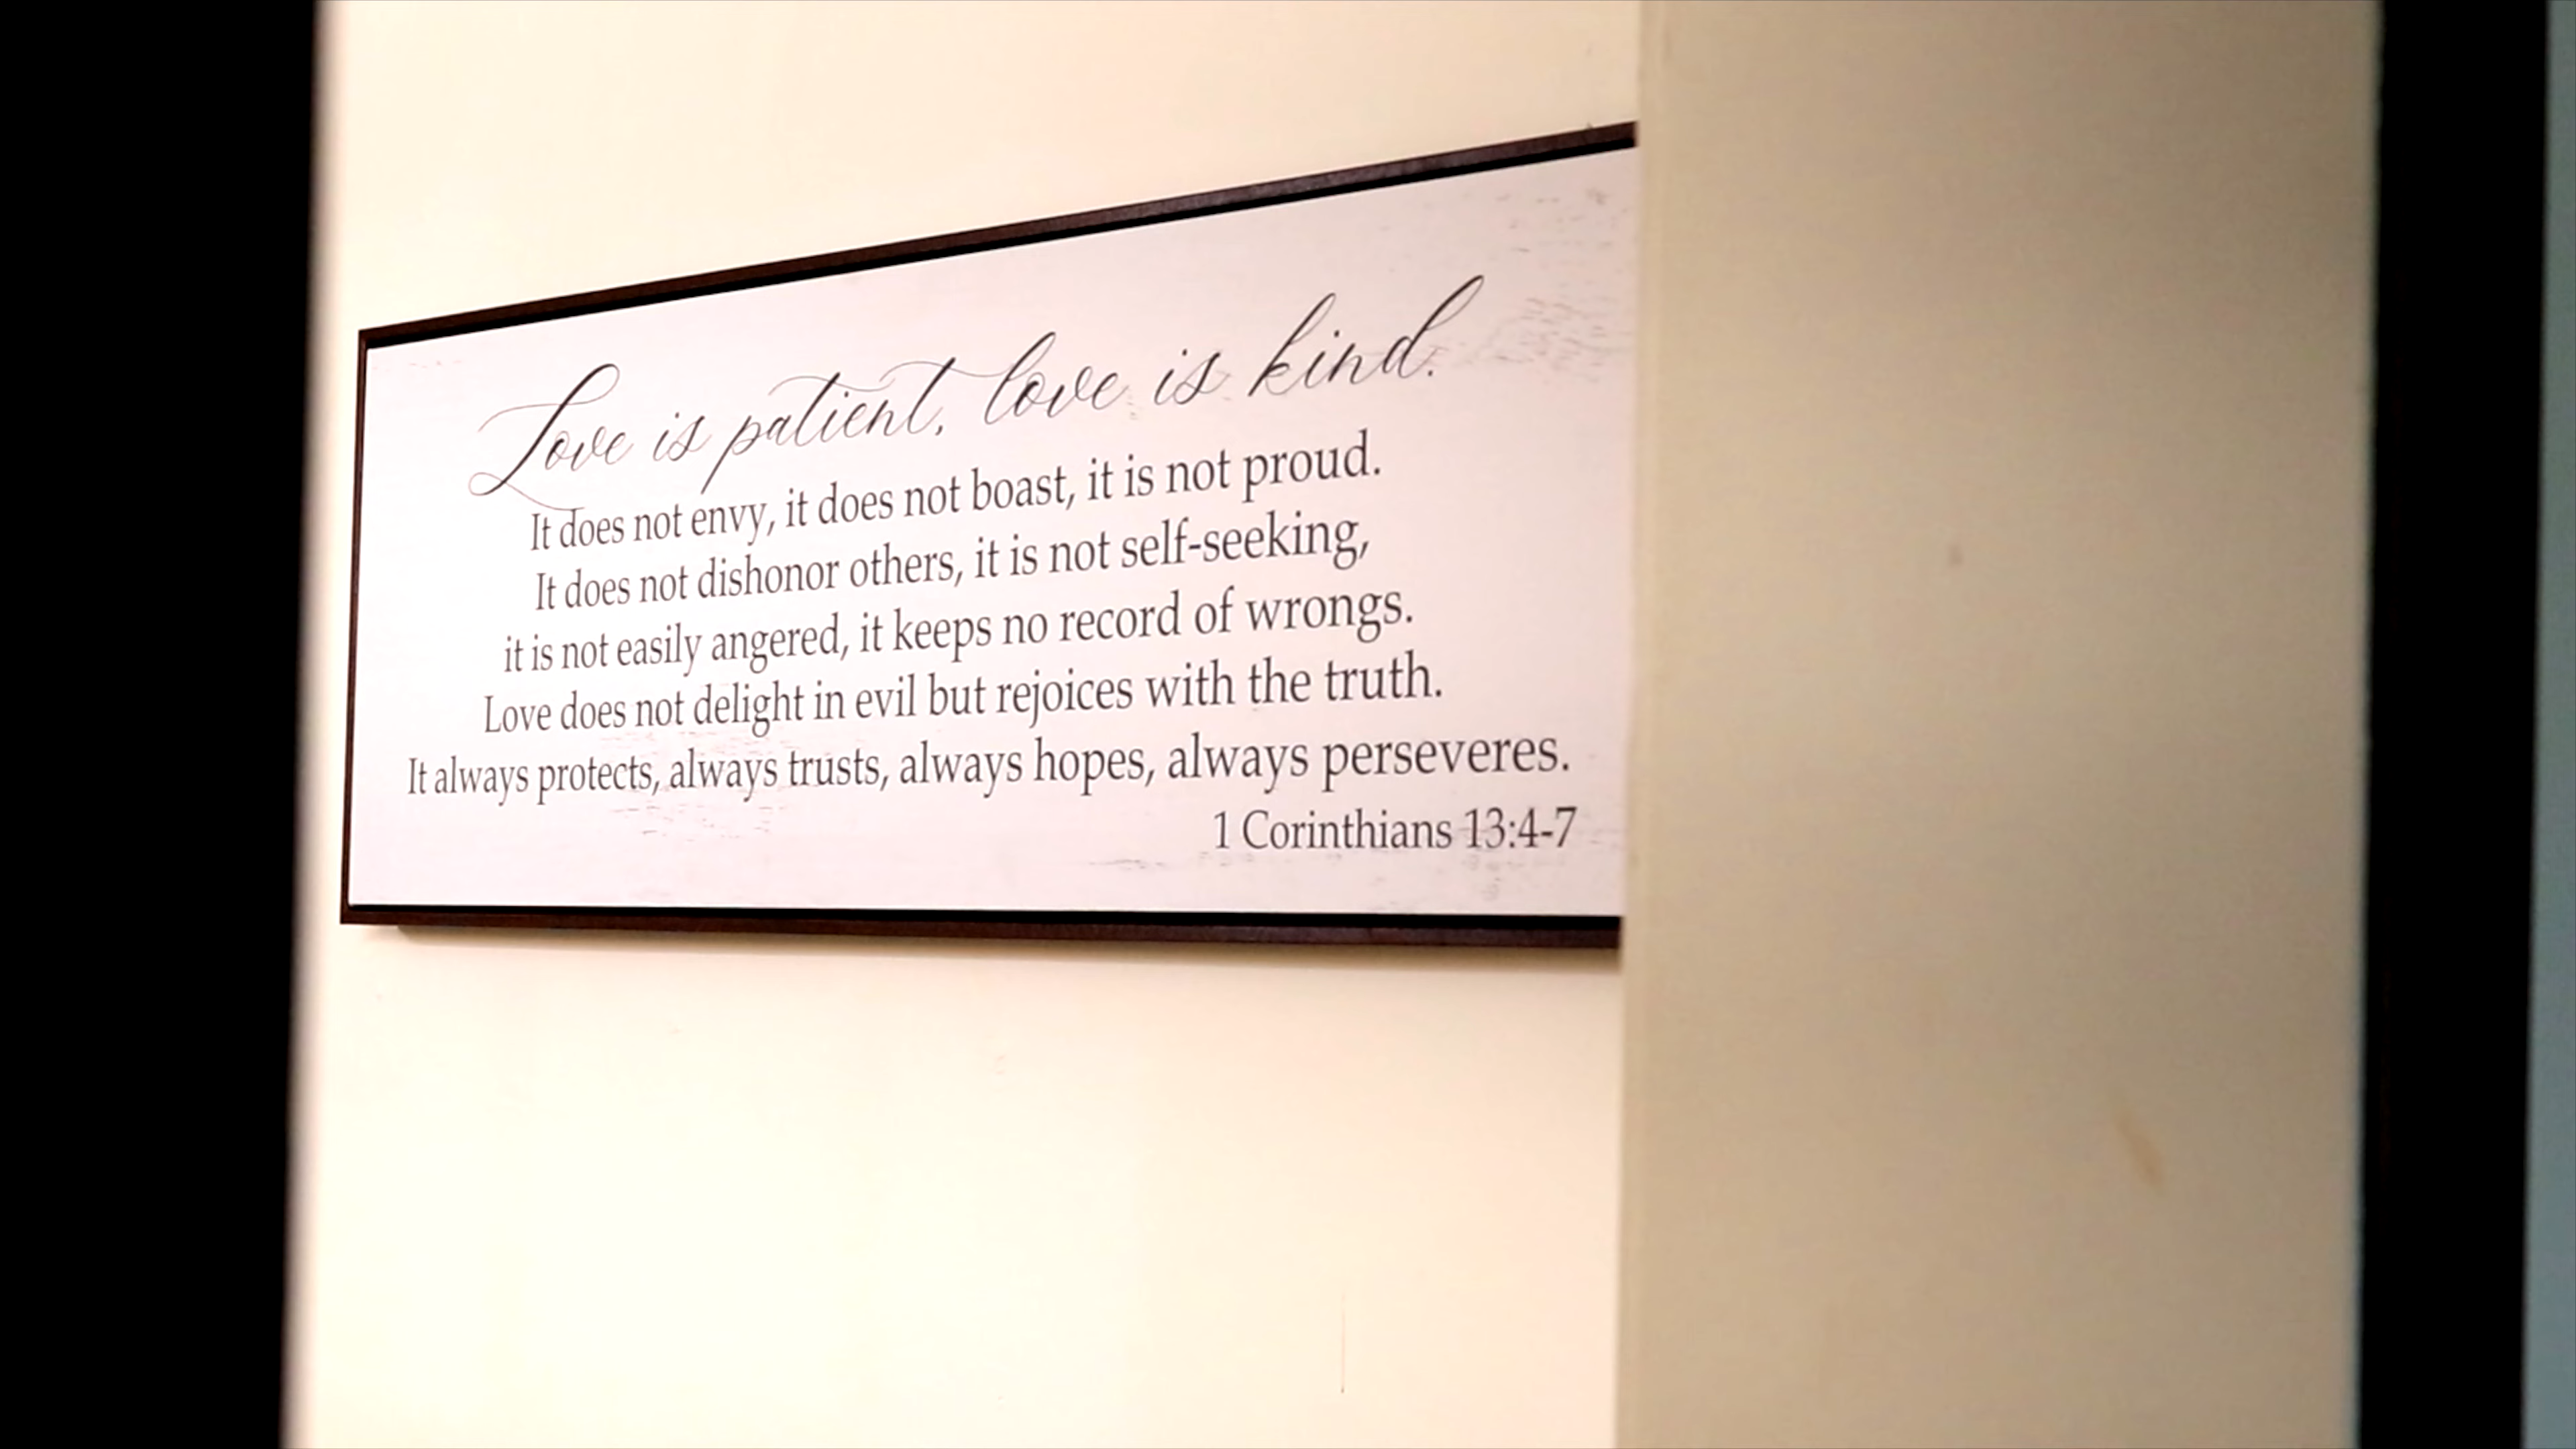 Love is patient, love is kind.
It does not envy, it does not boast, it is not proud.
It does not dishonor others, it is not self-seeking,
it is not easily angered, it keeps no record of wrongs.
Love does not delight in evil but rejoices with the truth.
It always protects, always trusts, always hopes, always perseveres.
1 Corinthians 13:4-7